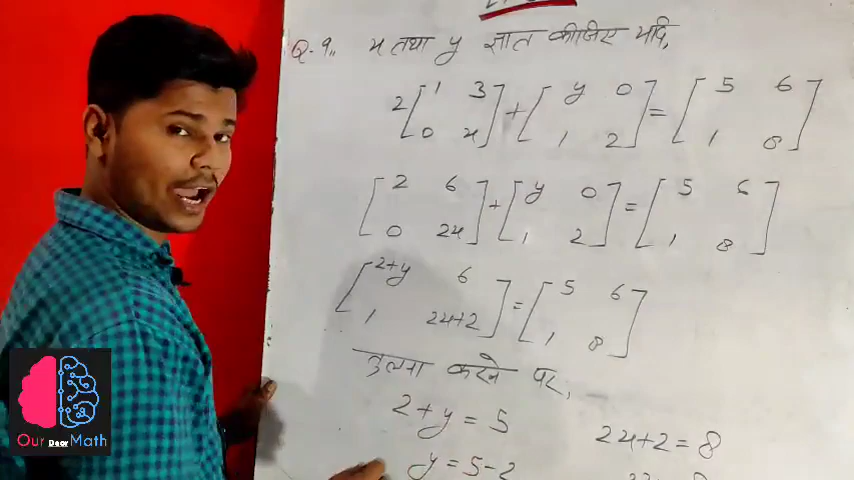 Q.9.. x तथा y ज्ञात कीजिए यदि,
2[1 3
0 x] + [y 0
1 2] = [5 6
1 8]
[2 6
0 2x] + [y 0
1 2] = [5 6
1 8]
[2+y 6
1 2x+2] = [5 6
1 8]
तुलना करने पर,
2+y = 5 2x+2 = 8
y = 5-2
Our Dear Math